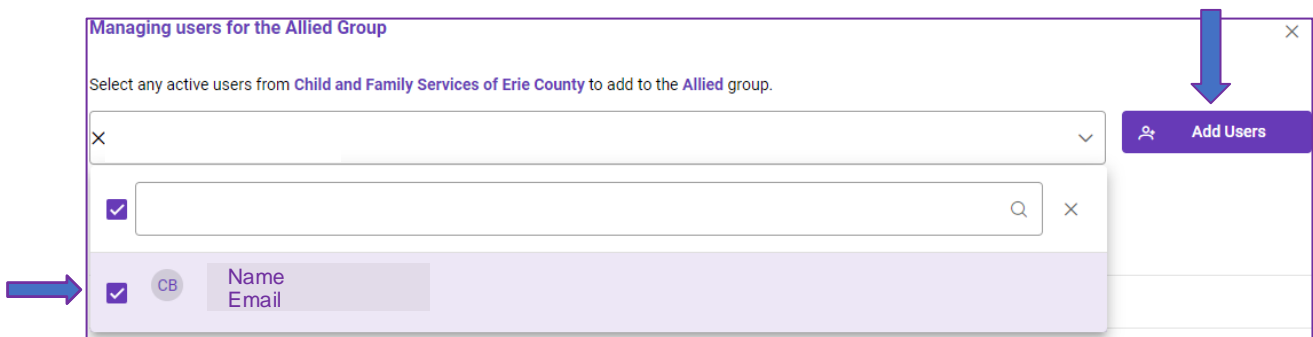 Managing users for the Allied Group
Select any active users from Child and Family Services of Erie County to add to the Allied group.
Add Users
CB
Name
Email